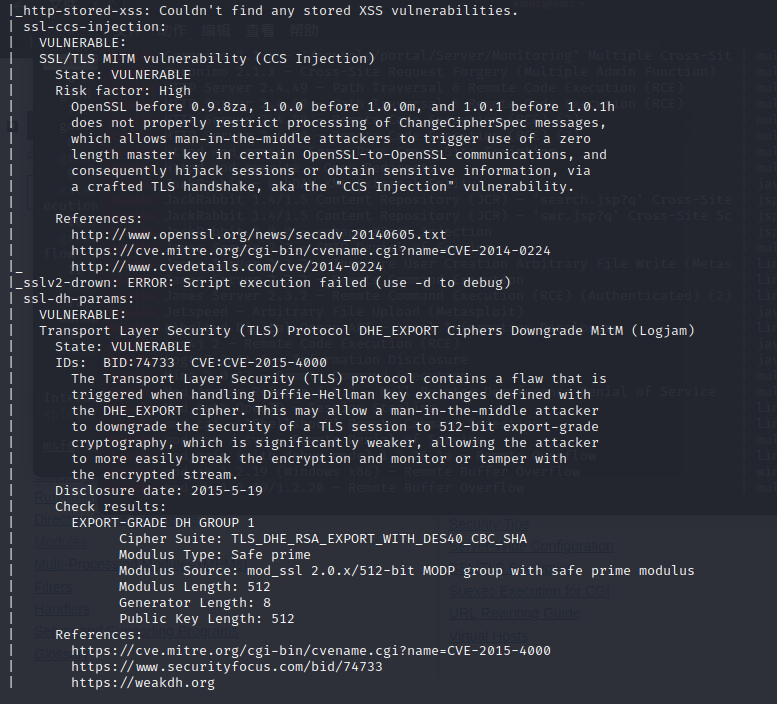 |_http-stored-xss: Couldn't find any stored XSS vulnerabilities.
| ssl-ccs-injection:
|   VULNERABLE:
|   SSL/TLS MITM vulnerability (CCS Injection)
|     State: VULNERABLE
|     Risk factor: High
|       OpenSSL before 0.9.8za, 1.0.0 before 1.0.0m, and 1.0.1 before 1.0.1h
|       does not properly restrict processing of ChangeCipherSpec messages,
|       which allows man-in-the-middle attackers to trigger use of a zero
|       length master key in certain OpenSSL-to-OpenSSL communications, and
|       consequently hijack sessions or obtain sensitive information, via
|       a crafted TLS handshake, aka the "CCS Injection" vulnerability.
|
|     References:
|       http://www.openssl.org/news/secadv_20140605.txt
|       https://cve.mitre.org/cgi-bin/cvename.cgi?name=CVE-2014-0224
|_      http://www.cvedetails.com/cve/2014-0224
|_sslv2-drown: ERROR: Script execution failed (use -d to debug)
| ssl-dh-params:
|   VULNERABLE:
|   Transport Layer Security (TLS) Protocol DHE_EXPORT Ciphers Downgrade MitM (Logjam)
|     State: VULNERABLE
|     IDs:  BID:74733  CVE:CVE-2015-4000
|       The Transport Layer Security (TLS) protocol contains a flaw that is
|       triggered when handling Diffie-Hellman key exchanges defined with
|       the DHE_EXPORT cipher. This may allow a man-in-the-middle attacker
|       to downgrade the security of a TLS session to 512-bit export-grade
|       cryptography, which is significantly weaker, allowing the attacker
|       to more easily break the encryption and monitor or tamper with
|       the encrypted stream.
|     Disclosure date: 2015-5-19
|     Check results:
|       EXPORT-GRADE DH GROUP 1
|             Cipher Suite: TLS_DHE_RSA_EXPORT_WITH_DES40_CBC_SHA
|             Modulus Type: Safe prime
|             Modulus Source: mod_ssl 2.0.x/512-bit MODP group with safe prime modulus
|             Modulus Length: 512
|             Generator Length: 8
|             Public Key Length: 512
|     References:
|       https://cve.mitre.org/cgi-bin/cvename.cgi?name=CVE-2015-4000
|       https://www.securityfocus.com/bid/74733
|       https://weakdh.org